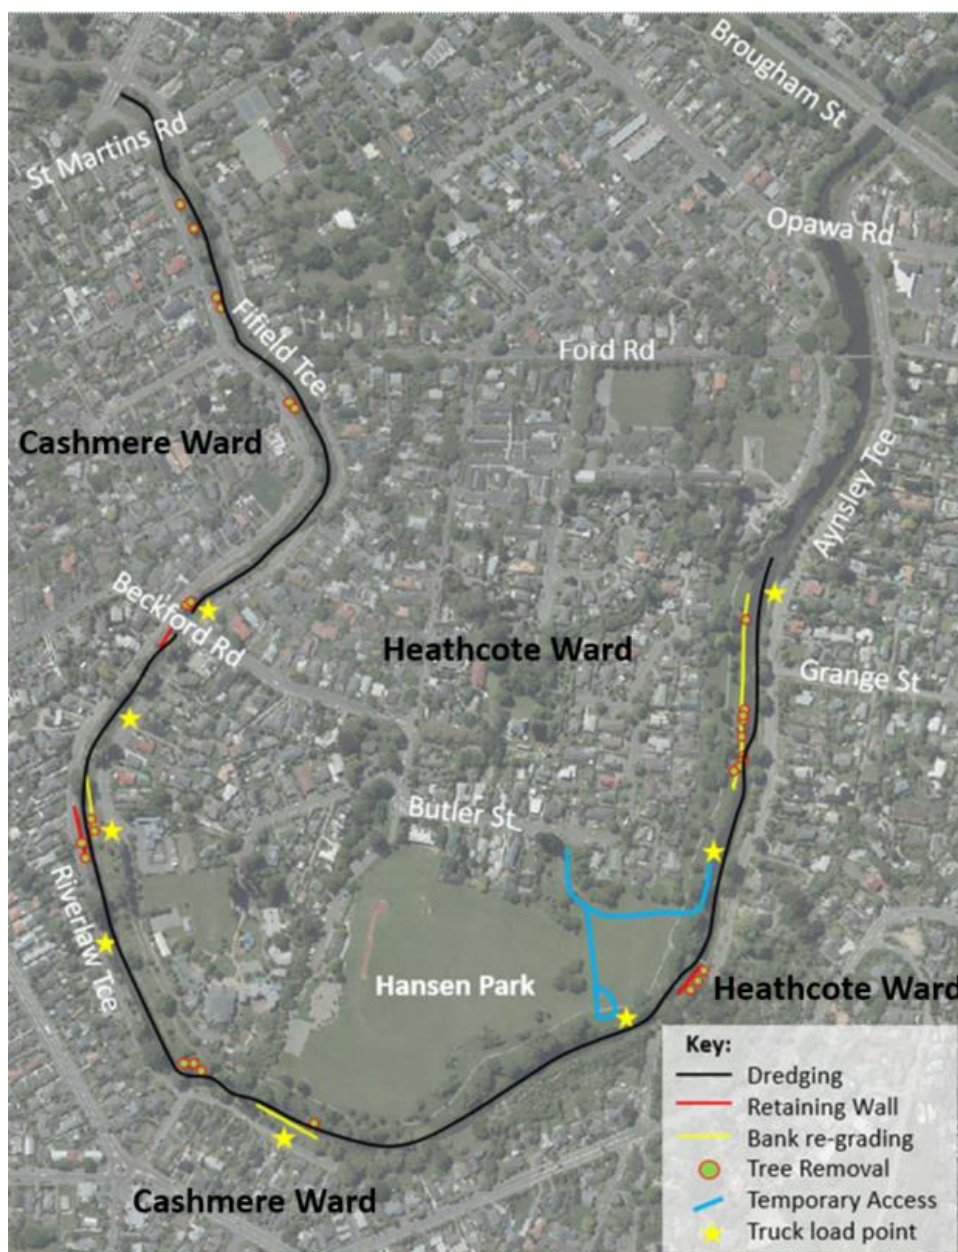 Brougham St
St Martins Rd
Opawa Rd
Fifield Tce
Ford Rd
Cashmere Ward
Aynsley Tce
Beckford Rd
Heathcote Ward
Grange St
Butler St
Riverlaw Tce
Hansen Park
Heathcote Ward
Key:
Dredging
Retaining Wall
Bank re-grading
Tree Removal
Temporary Access
Truck load point
Cashmere Ward